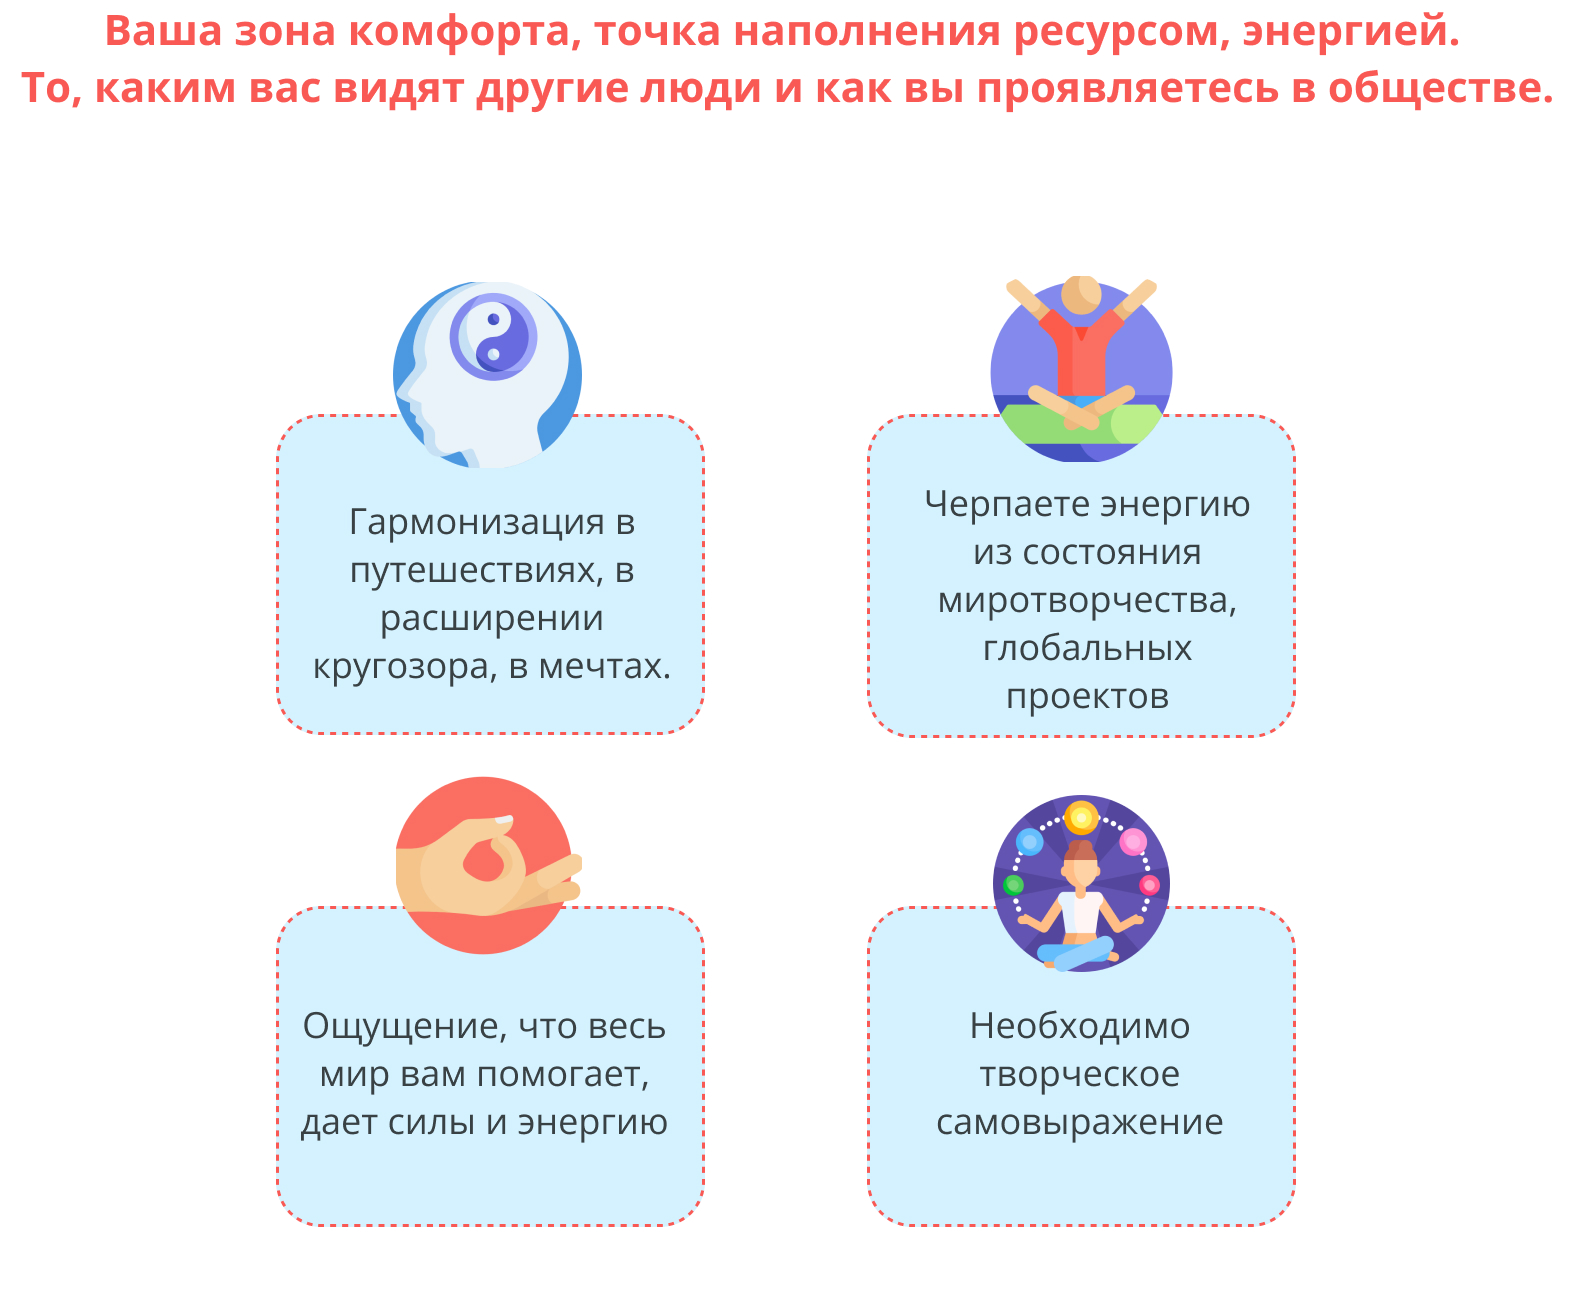 Ваша зона комфорта, точка наполнения ресурсом, энергией.
То, каким вас видят другие люди и как вы проявляетесь в обществе.
Гармонизация в
путешествиях, в
расширении
кругозора, в мечтах.
Черпаете энергию
из состояния
миротворчества,
глобальных
проектов
Ощущение, что весь
мир вам помогает,
дает силы и энергию
Необходимо
творческое
самовыражение